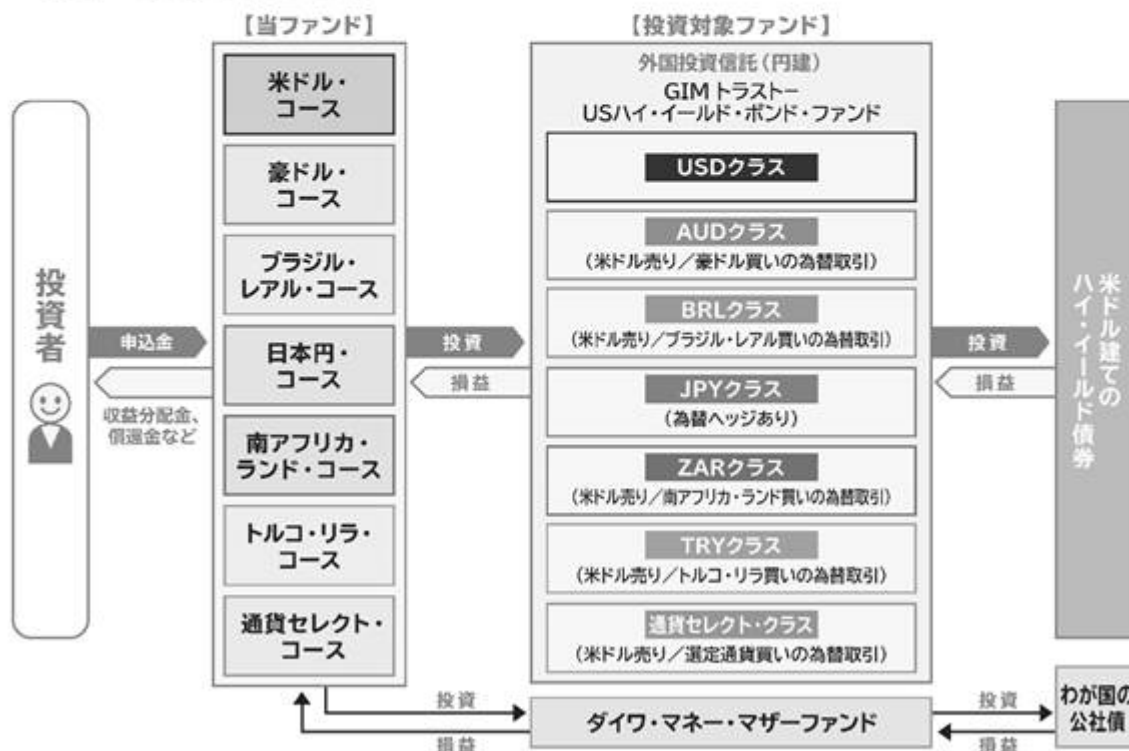 【当ファンド】
米ドル・
コース
豪ドル・
コース
ブラジル・
レアル・コース
日本円・
コース
南アフリカ・
ランド・コース
トルコ・リラ・
コース
通貨セレクト・
コース
【投資対象ファンド】
外国投資信託（円建）
GIM トラスト－
USハイ・イールド・ボンド・ファンド
USDクラス
AUDクラス
（米ドル売り／豪ドル買いの為替取引）
BRLクラス
（米ドル売り／ブラジル・レアル買いの為替取引）
JPYクラス
（為替ヘッジあり）
ZARクラス
（米ドル売り／南アフリカ・ランド買いの為替取引）
TRYクラス
（米ドル売り／トルコ・リラ買いの為替取引）
通貨セレクト・クラス
（米ドル売り／選定通貨買いの為替取引）
投資者
申込金
収益分配金、
償還金など
投資
損益
投資
損益
米ドル建ての
ハイ・イールド債券
投資
損益
ダイワ・マネー・マザーファンド
投資
損益
わが国の
公社債